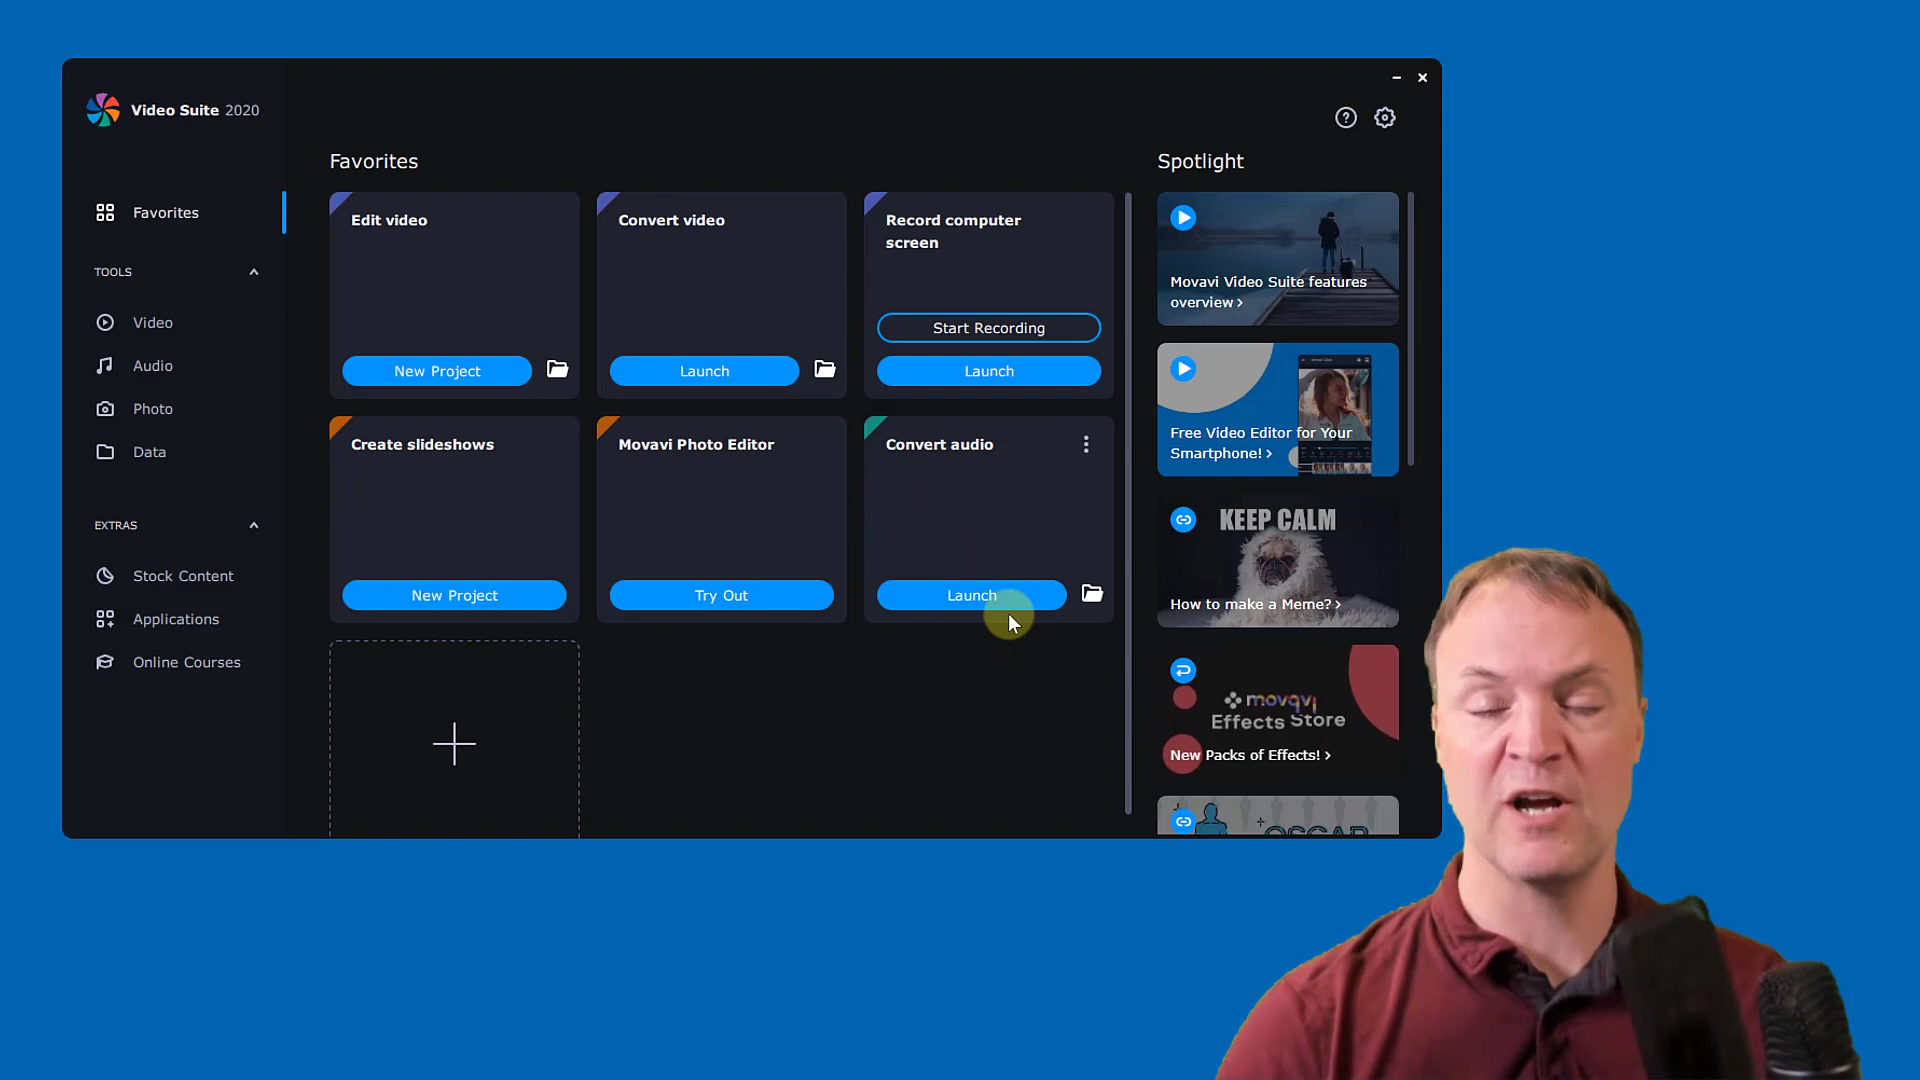 Video Suite 2020
Favorites
TOOLS
Video
Audio
Photo
Data
EXTRAS
Stock Content
Applications
Online Courses
Favorites
Edit video
New Project
Convert video
Launch
Record computer
screen
Start Recording
Launch
Create slideshows
New Project
Movavi Photo Editor
Try Out
Convert audio
Launch
Spotlight
Movavi Video Suite features
overview
Free Video Editor for Your
Smartphone!
KEEP CALM
How to make a Meme?
movavi
Effects Store
New Packs of Effects!
OSCAR